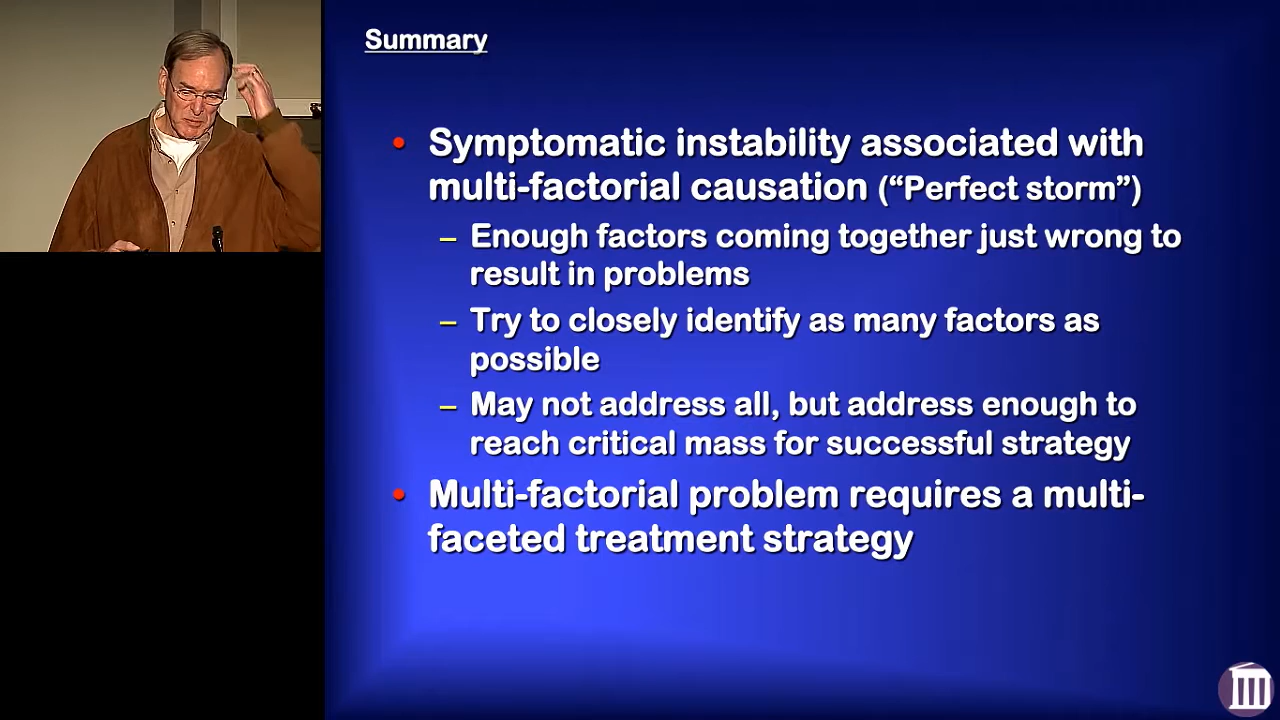 Summary
• Symptomatic instability associated with
multi-factorial causation (“Perfect storm”)
– Enough factors coming together just wrong to
result in problems
– Try to closely identify as many factors as
possible
– May not address all, but address enough to
reach critical mass for successful strategy
• Multi-factorial problem requires a multi-
faceted treatment strategy